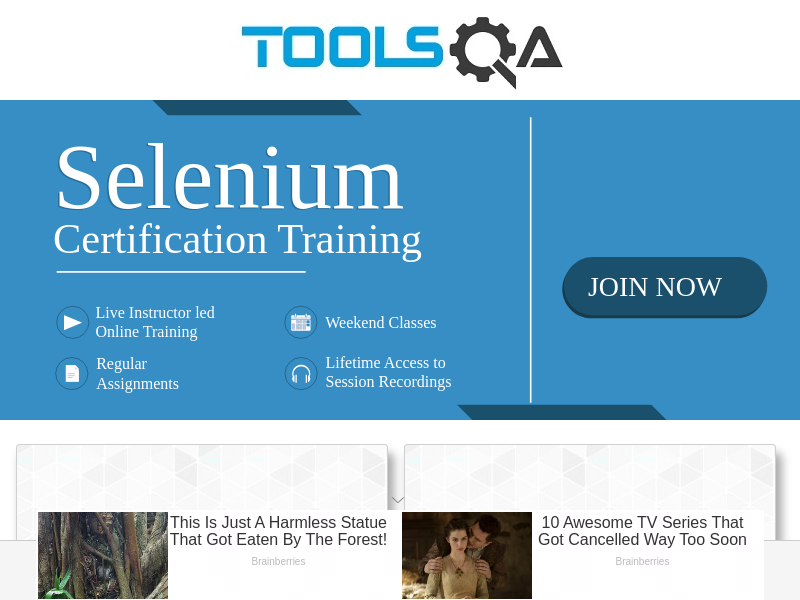 TOOLSQA
Selenium
Certification Training
Live Instructor led
Online Training
Weekend Classes
Regular
Assignments
Lifetime Access to
Session Recordings
JOIN NOW
This Is Just A Harmless Statue
That Got Eaten By The Forest!
Brainberries
10 Awesome TV Series That
Got Cancelled Way Too Soon
Brainberries